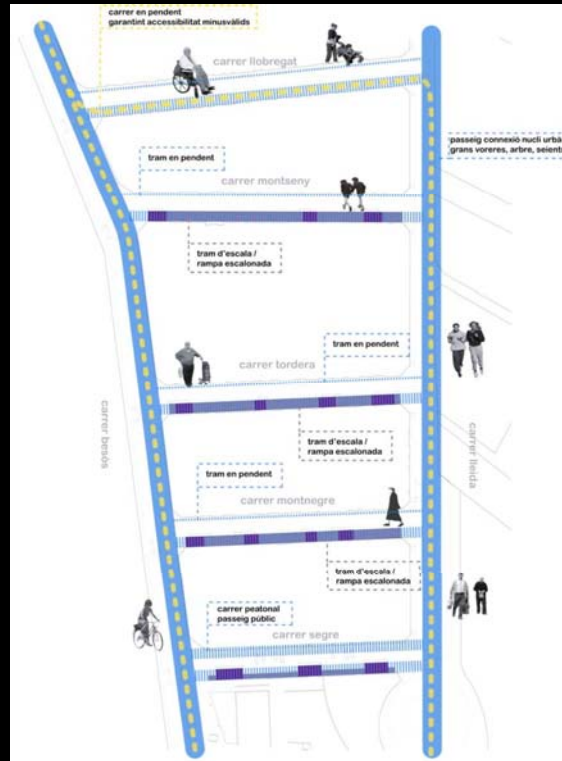 carrer en pendent
garantint accessibilitat minusvàlids
carrer llobregat
passeig connexió nucli urbà
grans voreres, arbre, seients
tram en pendent
carrer montseny
tram d'escala /
rampa escalonada
tram en pendent
carrer tordera
carrer besòs
tram d'escala /
rampa escalonada
carrer lleida
tram en pendent
carrer montnegre
tram d'escala /
rampa escalonada
carrer peatonal
passeig públic
carrer segre